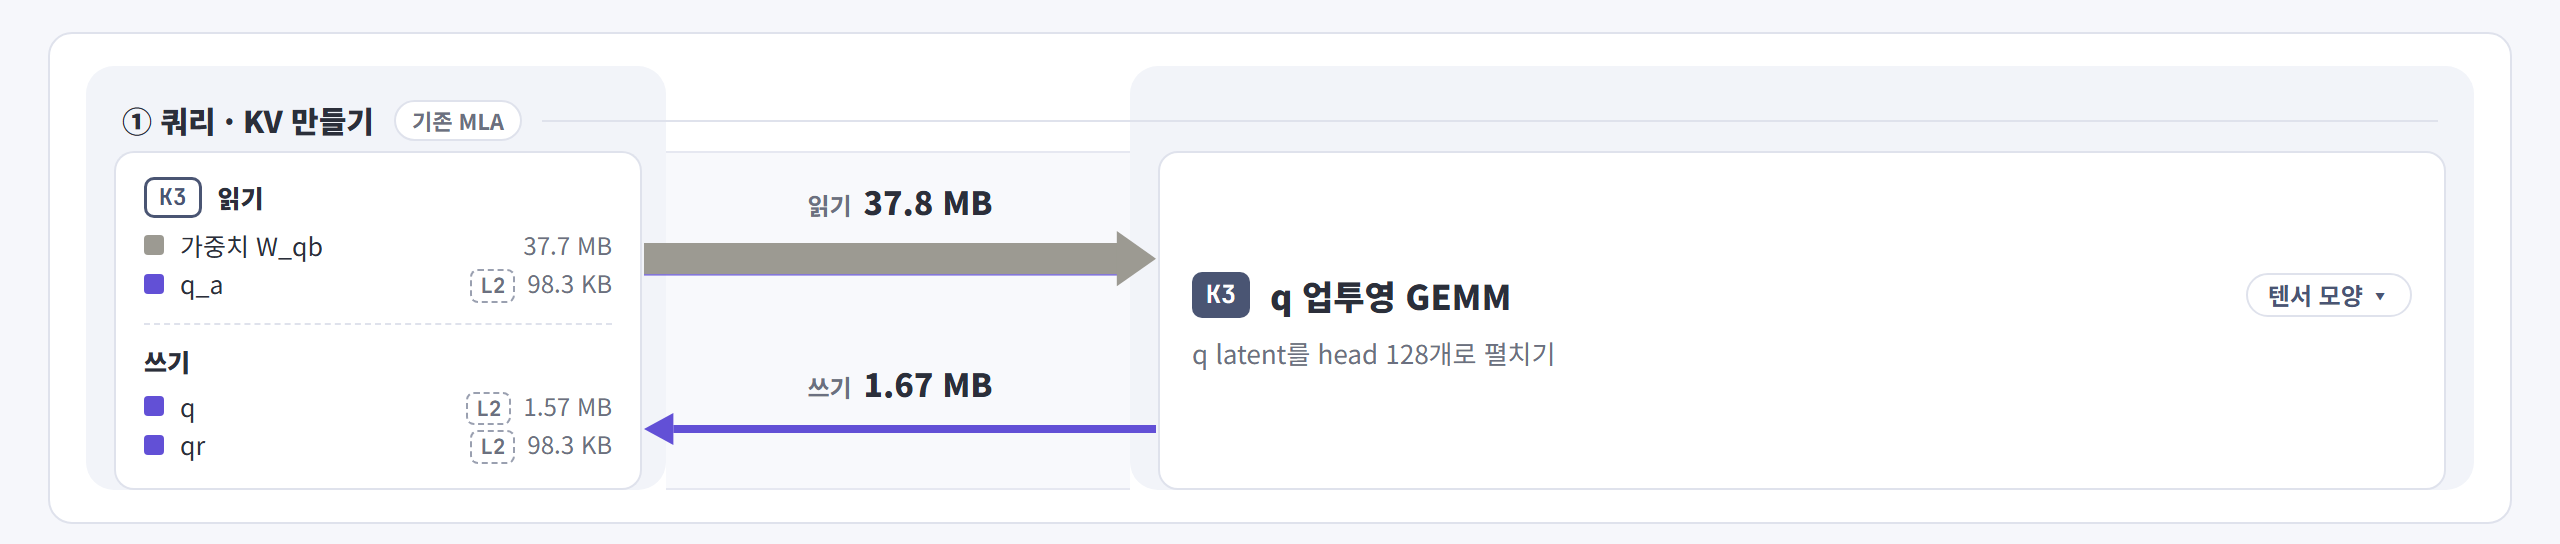 ① 쿼리 · KV 만들기 기존 MLA
K3 읽기
가중치 W_qb 37.7 MB
q_a L2 98.3 KB
쓰기
q L2 1.57 MB
qr L2 98.3 KB
읽기 37.8 MB
쓰기 1.67 MB
K3 q 업투영 GEMM
q latent를 head 128개로 펼치기
텐서 모양 ▾